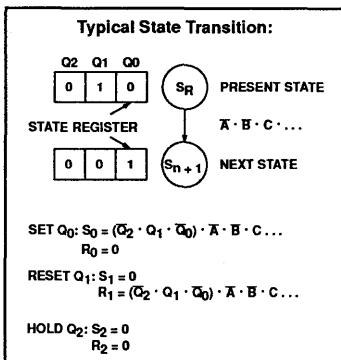 Typical State Transition:
Q2 Q1 Q0
0 1 0
S_R
PRESENT STATE
STATE REGISTER
A̅ · B̅ · C · ...
0 0 1
S_n + 1
NEXT STATE
SET Q₀: S₀ = (Q̅₂ · Q₁ · Q̅₀) · A̅ · B̅ · C ...
R₀ = 0
RESET Q₁: S₁ = 0
R₁ = (Q̅₂ · Q₁ · Q̅₀) · A̅ · B̅ · C ...
HOLD Q₂: S₂ = 0
R₂ = 0